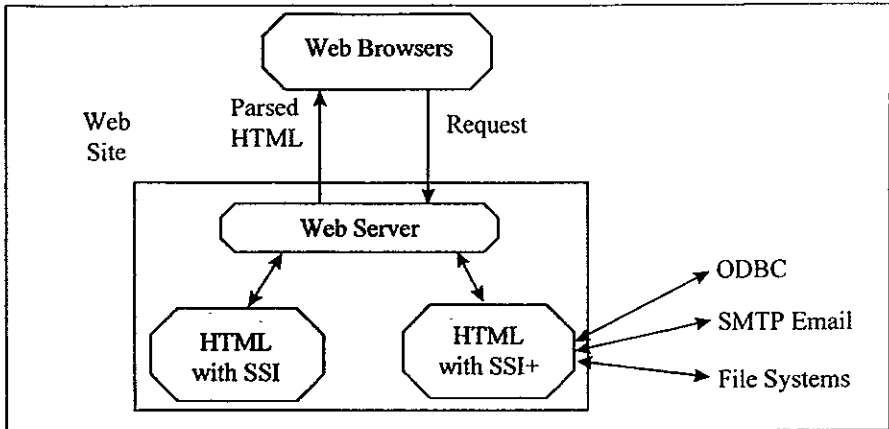 Web Browsers
Parsed
HTML
Request
Web
Site
Web Server
HTML
with SSI
HTML
with SSI+
ODBC
SMTP Email
File Systems